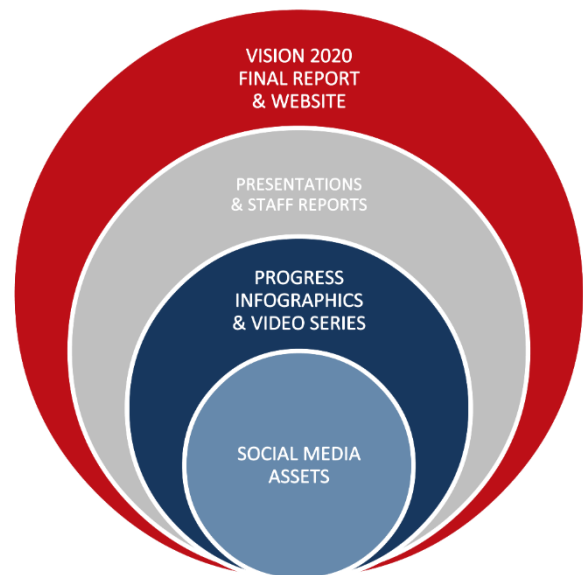 VISION 2020
FINAL REPORT
& WEBSITE
PRESENTATIONS
& STAFF REPORTS
PROGRESS
INFOGRAPHICS
& VIDEO SERIES
SOCIAL MEDIA
ASSETS